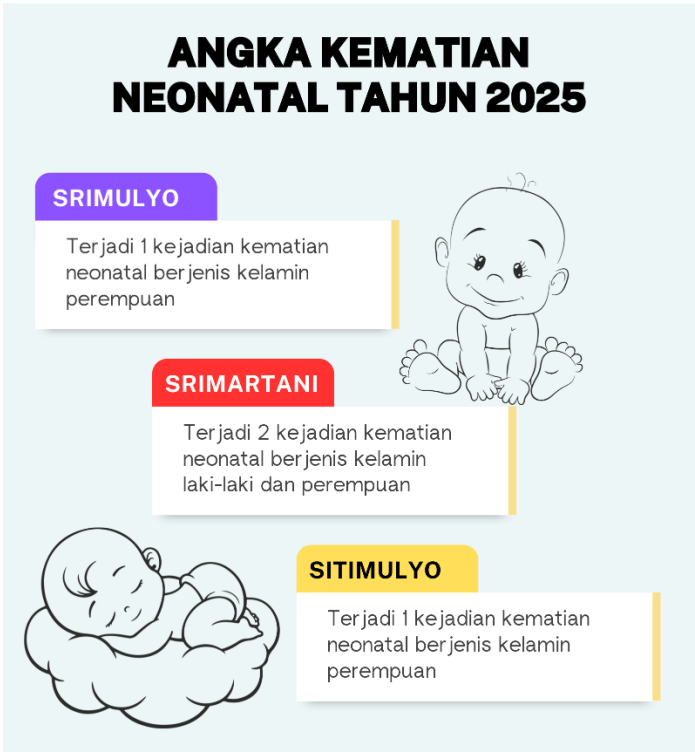 ANGKA KEMATIAN
NEONATAL TAHUN 2025
SRIMULYO
Terjadi 1 kejadian kematian
neonatal berjenis kelamin
perempuan
SRIMARTANI
Terjadi 2 kejadian kematian
neonatal berjenis kelamin
laki-laki dan perempuan
SITIMULYO
Terjadi 1 kejadian kematian
neonatal berjenis kelamin
perempuan